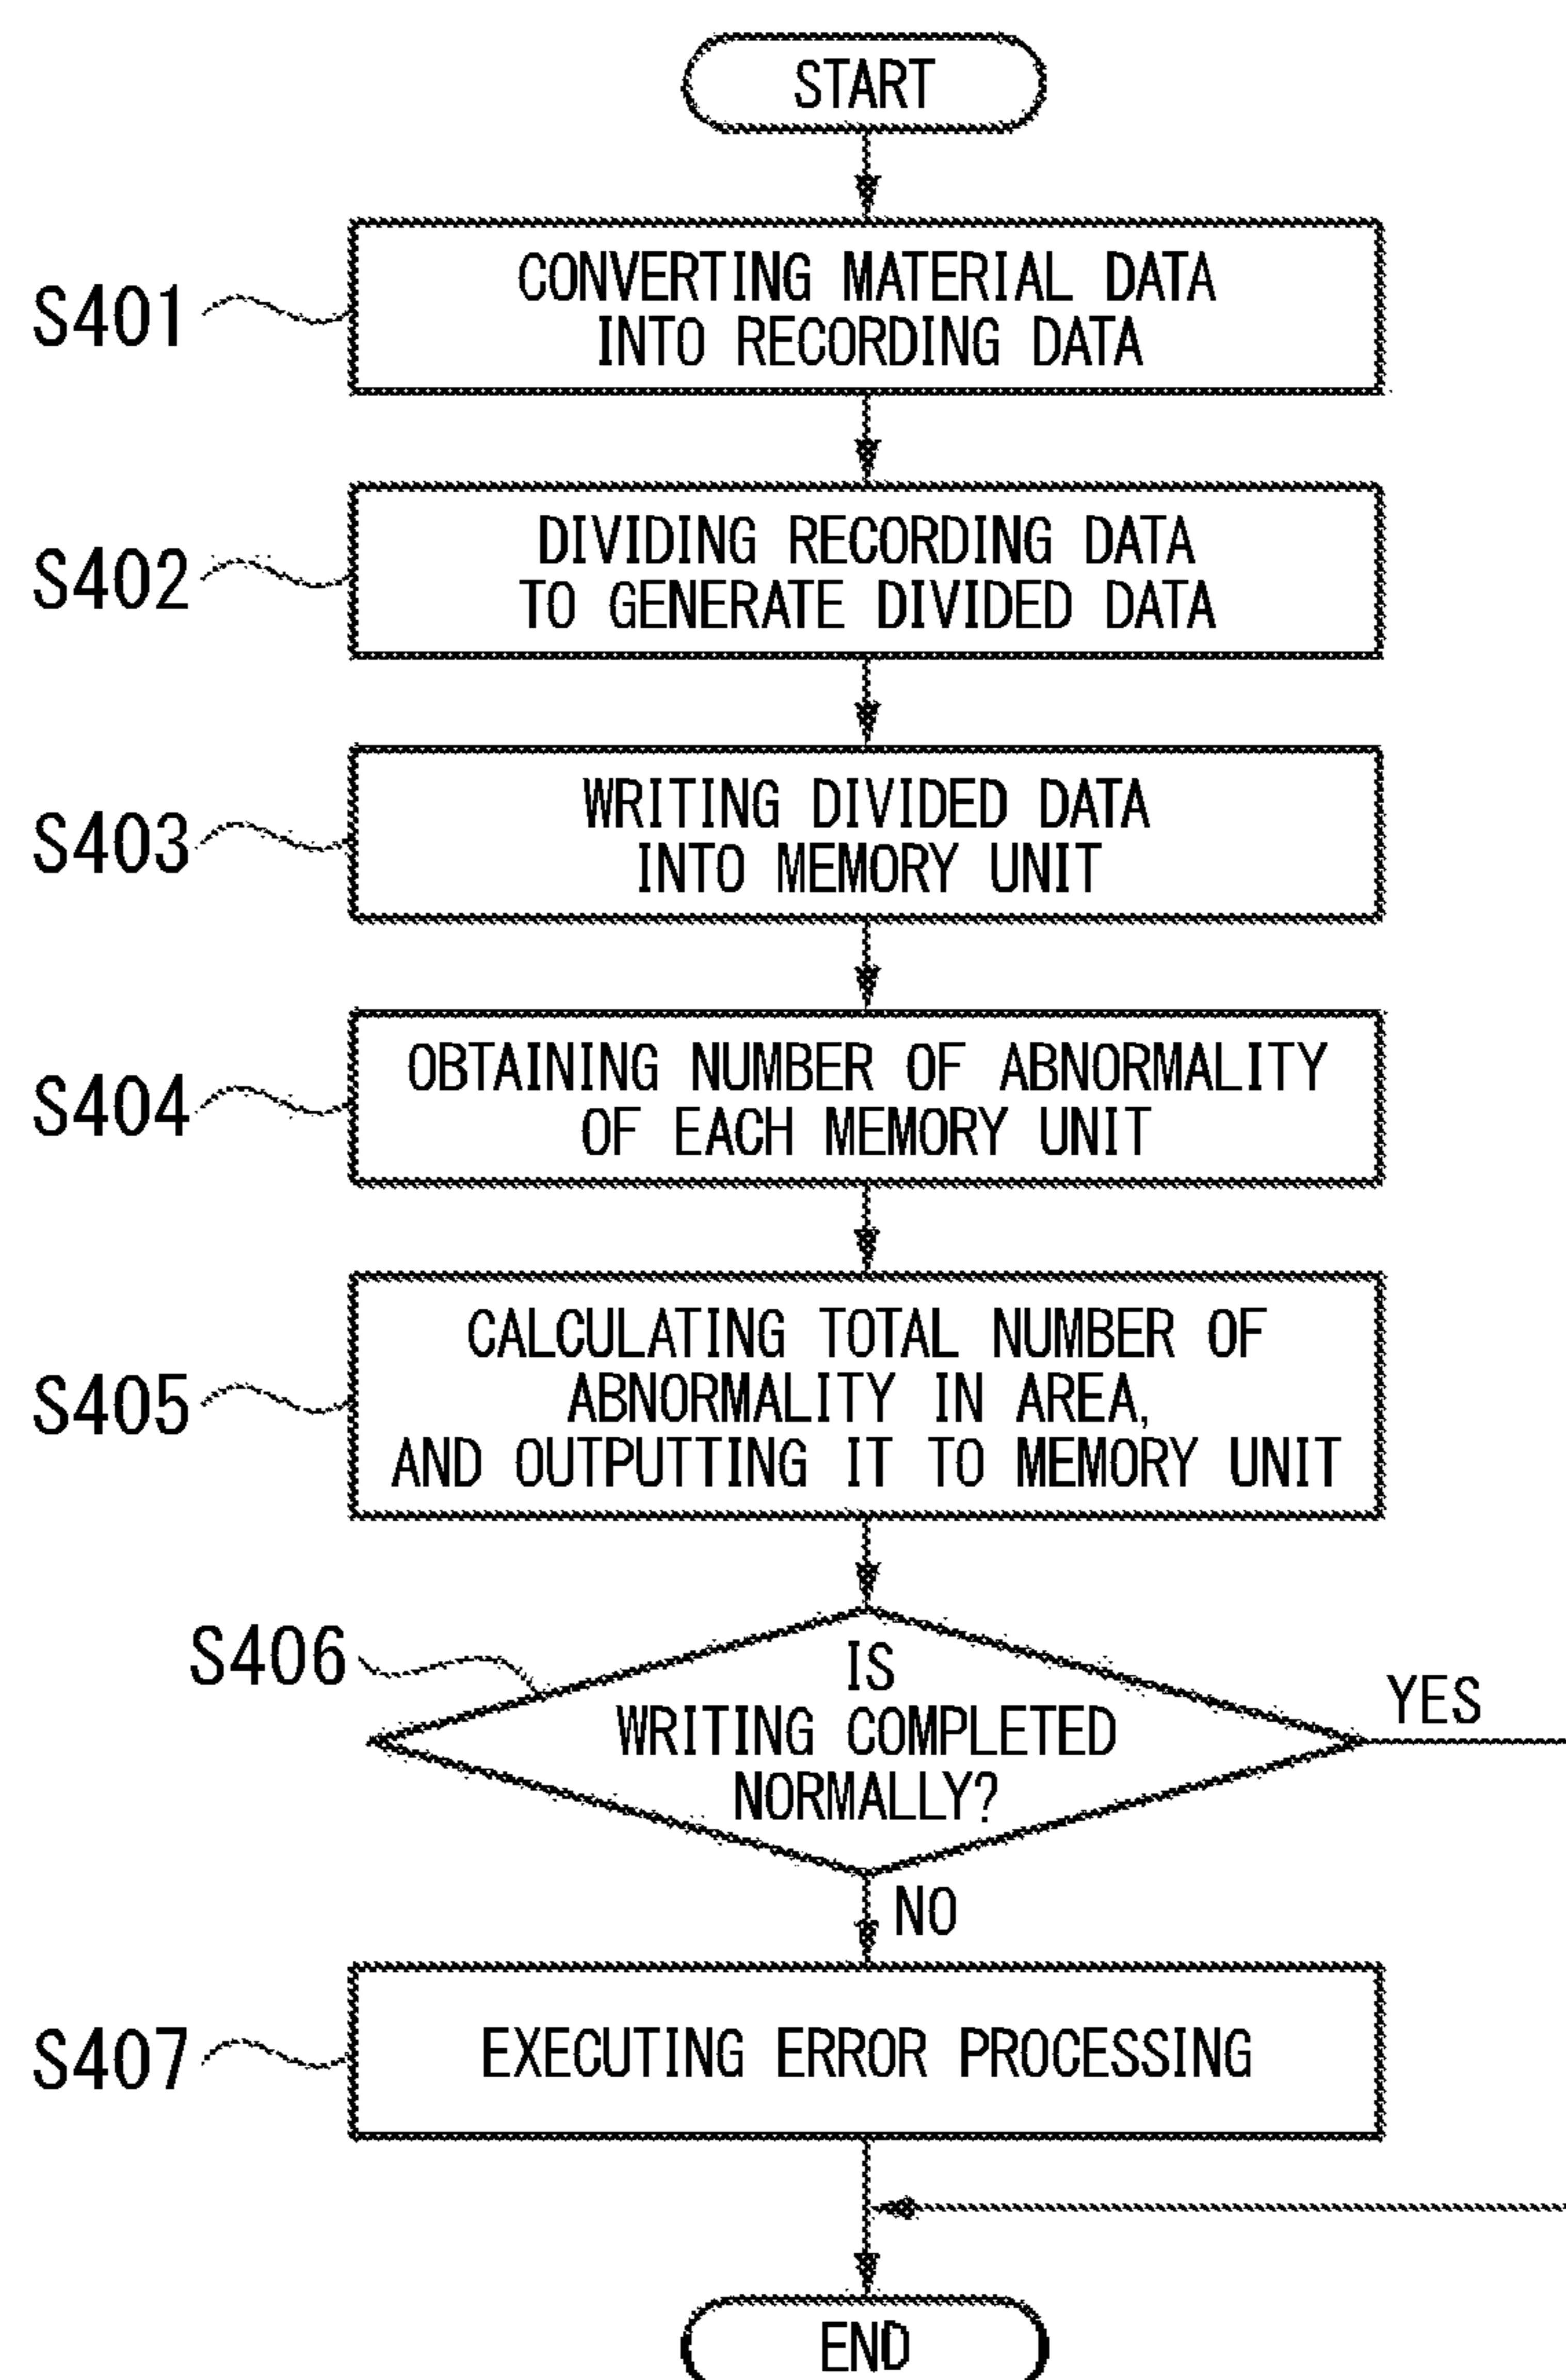 START
S401
CONVERTING MATERIAL DATA
INTO RECORDING DATA
S402
DIVIDING RECORDING DATA
TO GENERATE DIVIDED DATA
S403
WRITING DIVIDED DATA
INTO MEMORY UNIT
S404
OBTAINING NUMBER OF ABNORMALITY
OF EACH MEMORY UNIT
S405
CALCULATING TOTAL NUMBER OF
ABNORMALITY IN AREA,
AND OUTPUTTING IT TO MEMORY UNIT
S406
IS
WRITING COMPLETED
NORMALLY?
YES
NO
S407
EXECUTING ERROR PROCESSING
END